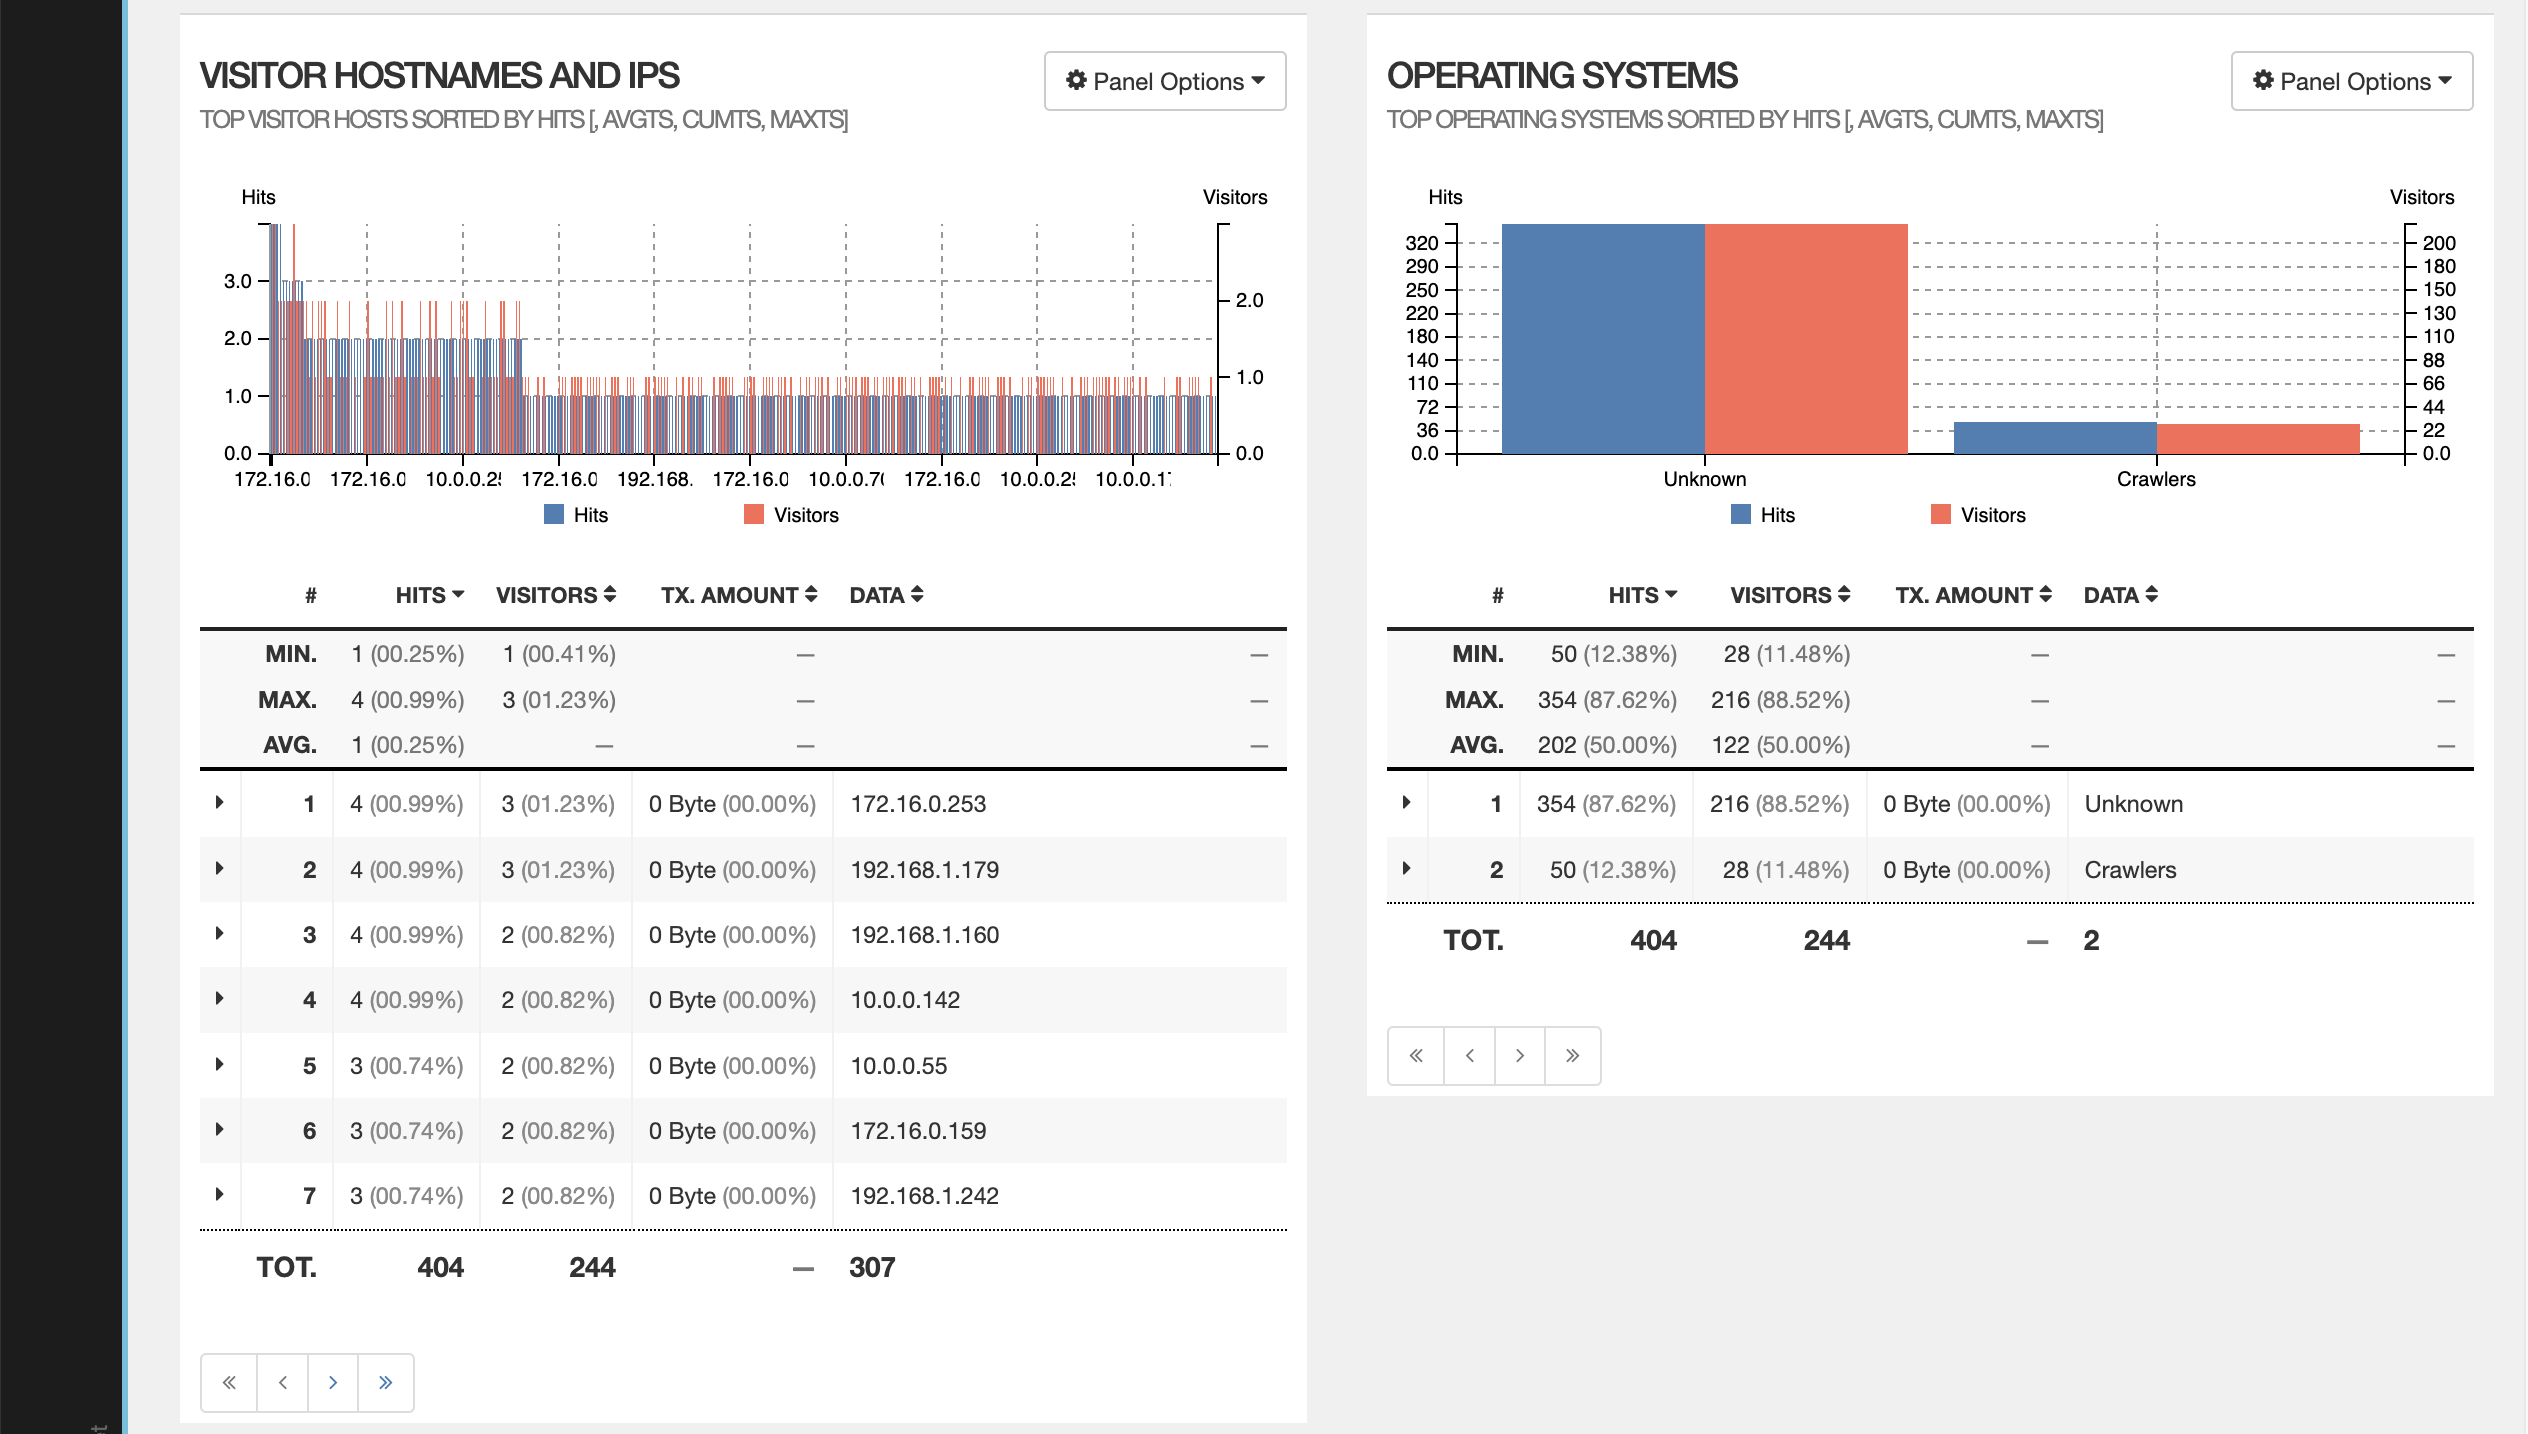 VISITOR HOSTNAMES AND IPS
Panel Options
TOP VISITOR HOSTS SORTED BY HITS [, AVGTS, CUMTS, MAXTS]
Hits Visitors
3.0
2.0
1.0
0.0
2.0
1.0
0.0
172.16.0 172.16.0 10.0.0.2 172.16.0 192.168. 172.16.0 10.0.0.7 172.16.0 10.0.0.2 10.0.0.1
Hits Visitors
# HITS VISITORS TX. AMOUNT DATA
MIN. 1 (00.25%) 1 (00.41%) — —
MAX. 4 (00.99%) 3 (01.23%) — —
AVG. 1 (00.25%) — — —
1 4 (00.99%) 3 (01.23%) 0 Byte (00.00%) 172.16.0.253
2 4 (00.99%) 3 (01.23%) 0 Byte (00.00%) 192.168.1.179
3 4 (00.99%) 2 (00.82%) 0 Byte (00.00%) 192.168.1.160
4 4 (00.99%) 2 (00.82%) 0 Byte (00.00%) 10.0.0.142
5 3 (00.74%) 2 (00.82%) 0 Byte (00.00%) 10.0.0.55
6 3 (00.74%) 2 (00.82%) 0 Byte (00.00%) 172.16.0.159
7 3 (00.74%) 2 (00.82%) 0 Byte (00.00%) 192.168.1.242
TOT. 404 244 — 307
« ‹ › »
OPERATING SYSTEMS
Panel Options
TOP OPERATING SYSTEMS SORTED BY HITS [, AVGTS, CUMTS, MAXTS]
Hits Visitors
320
290
250
220
180
140
110
72
36
0.0
200
180
150
130
110
88
66
44
22
0.0
Unknown Crawlers
Hits Visitors
# HITS VISITORS TX. AMOUNT DATA
MIN. 50 (12.38%) 28 (11.48%) — —
MAX. 354 (87.62%) 216 (88.52%) — —
AVG. 202 (50.00%) 122 (50.00%) — —
1 354 (87.62%) 216 (88.52%) 0 Byte (00.00%) Unknown
2 50 (12.38%) 28 (11.48%) 0 Byte (00.00%) Crawlers
TOT. 404 244 — 2
« ‹ › »